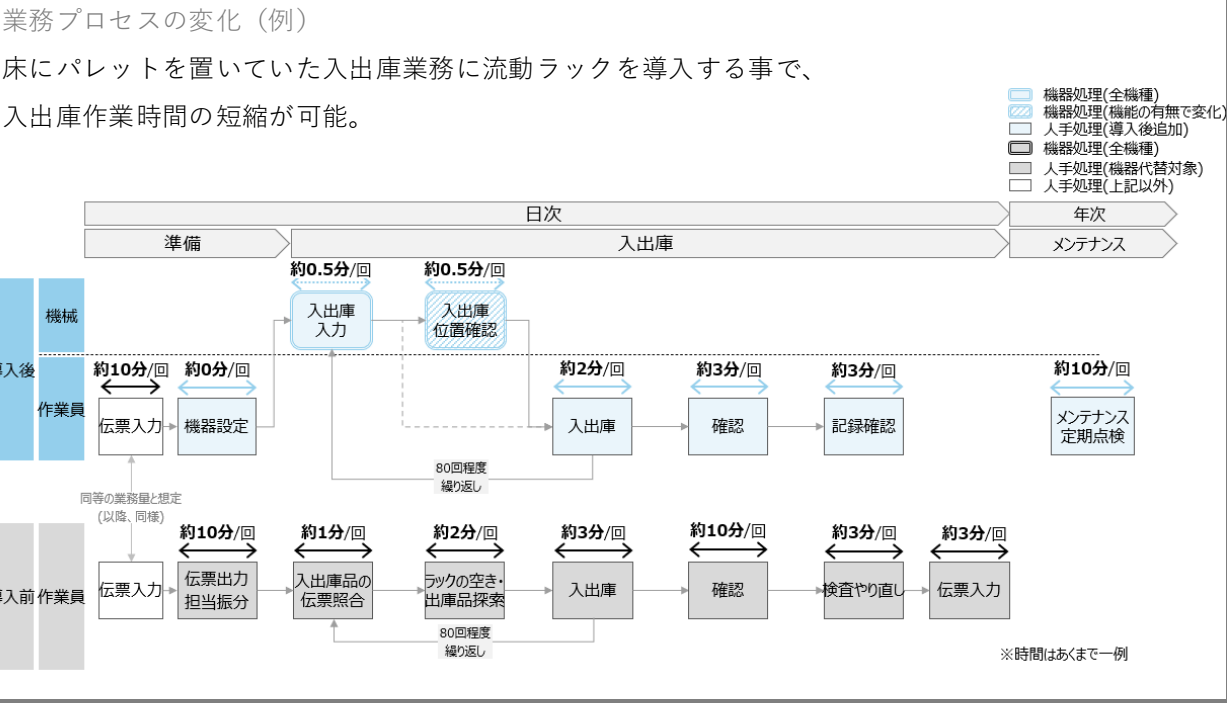 業務プロセスの変化（例）
床にパレットを置いていた入出庫業務に流動ラックを導入する事で、
入出庫作業時間の短縮が可能。
機器処理(全機種)
機器処理(機能の有無で変化)
人手処理(導入後追加)
機器処理(全機種)
人手処理(機器代替対象)
人手処理(上記以外)
日次
年次
準備
入出庫
メンテナンス
約0.5分/回
約0.5分/回
機械
入出庫
入力
入出庫
位置確認
導入後
約10分/回
約0分/回
約2分/回
約3分/回
約3分/回
約10分/回
作業員
伝票入力
機器設定
入出庫
確認
記録確認
メンテナンス
定期点検
80回程度
繰り返し
同等の業務量と想定
(以降、同様)
約10分/回
約1分/回
約2分/回
約3分/回
約10分/回
約3分/回
約3分/回
導入前
作業員
伝票入力
伝票出力
担当振分
入出庫品の
伝票照合
ラックの空き・
出庫品探索
入出庫
確認
検査やり直し
伝票入力
80回程度
繰り返し
※時間はあくまで一例